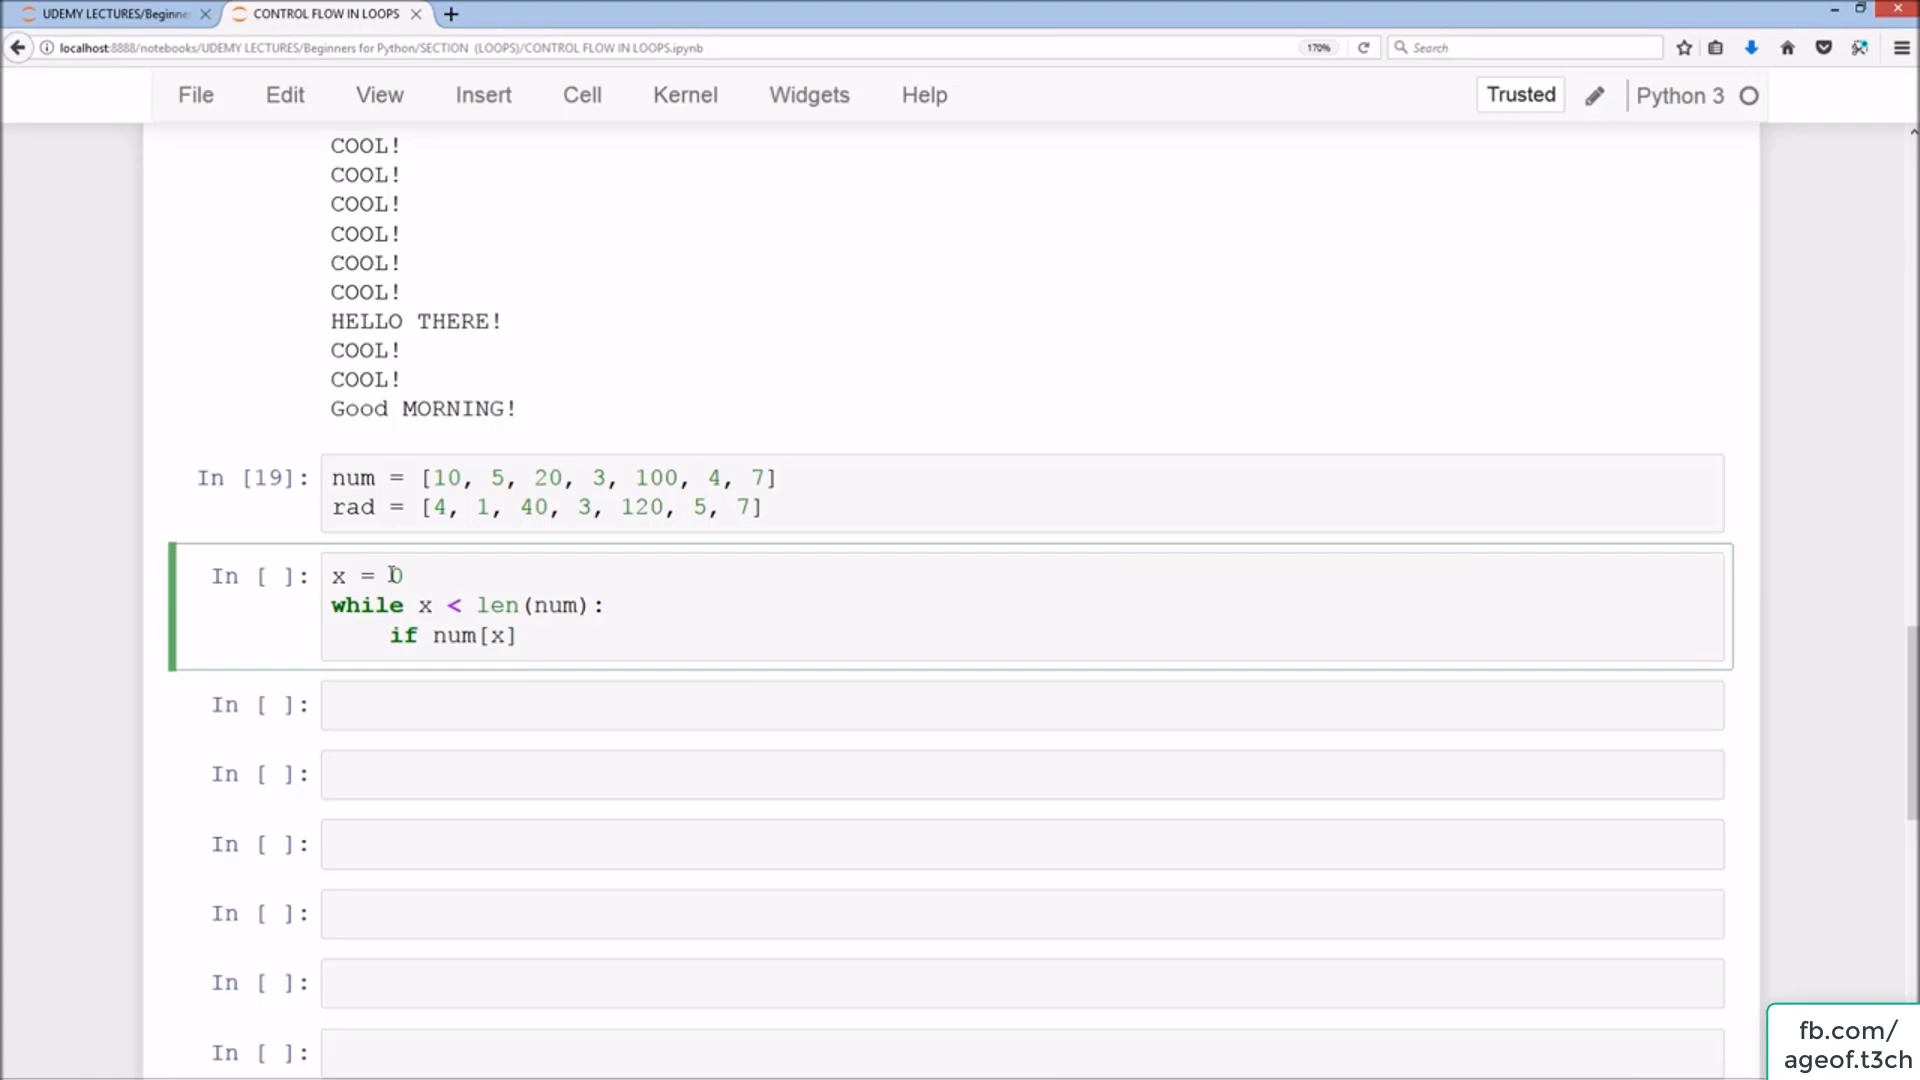 UDEMY LECTURES/Beginne
CONTROL FLOW IN LOOPS
localhost:8888/notebooks/UDEMY LECTURES/Beginners for Python/SECTION (LOOPS)/CONTROL FLOW IN LOOPS.ipynb
170%
Search
File Edit View Insert Cell Kernel Widgets Help
Trusted
Python 3
COOL!
COOL!
COOL!
COOL!
COOL!
COOL!
HELLO THERE!
COOL!
COOL!
Good MORNING!
In [19]: num = [10, 5, 20, 3, 100, 4, 7]
rad = [4, 1, 40, 3, 120, 5, 7]
In [ ]: x = 0
while x < len(num):
if num[x]
In [ ]:
In [ ]:
In [ ]:
In [ ]:
In [ ]:
In [ ]:
fb.com/
ageof.t3ch